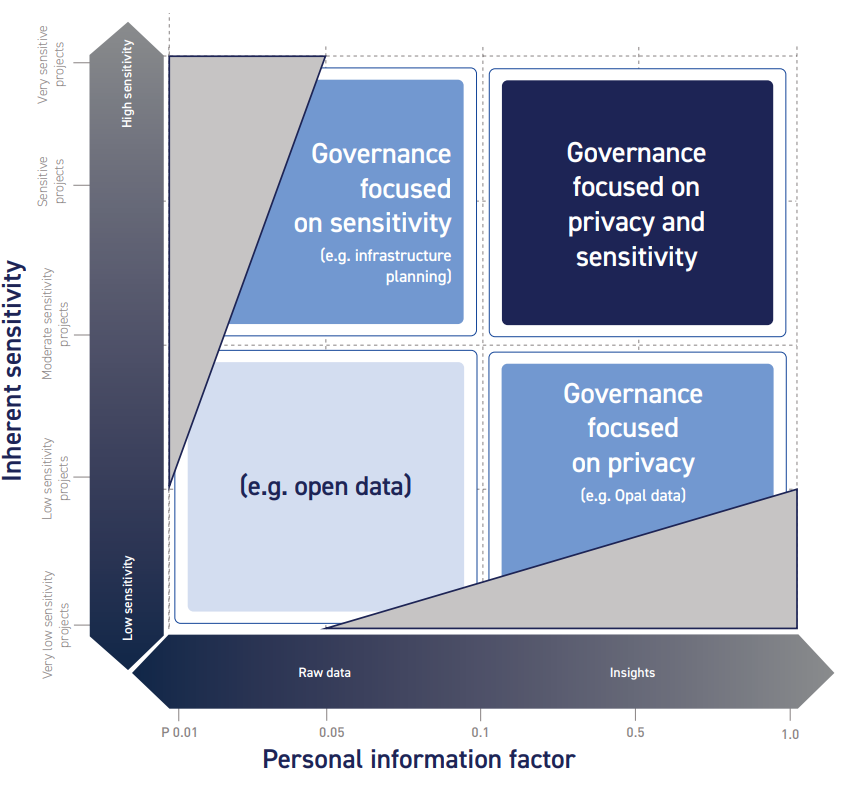 Very sensitive
projects
Sensitive
projects
Moderate sensitivity
projects
Low sensitivity
projects
Very low sensitivity
projects
Inherent sensitivity
High sensitivity
Low sensitivity
Governance
focused
on sensitivity
(e.g. infrastructure
planning)
Governance
focused on
privacy and
sensitivity
(e.g. open data)
Governance
focused
on privacy
(e.g. Opal data)
Raw data
Insights
P 0.01
0.05
0.1
0.5
1.0
Personal information factor